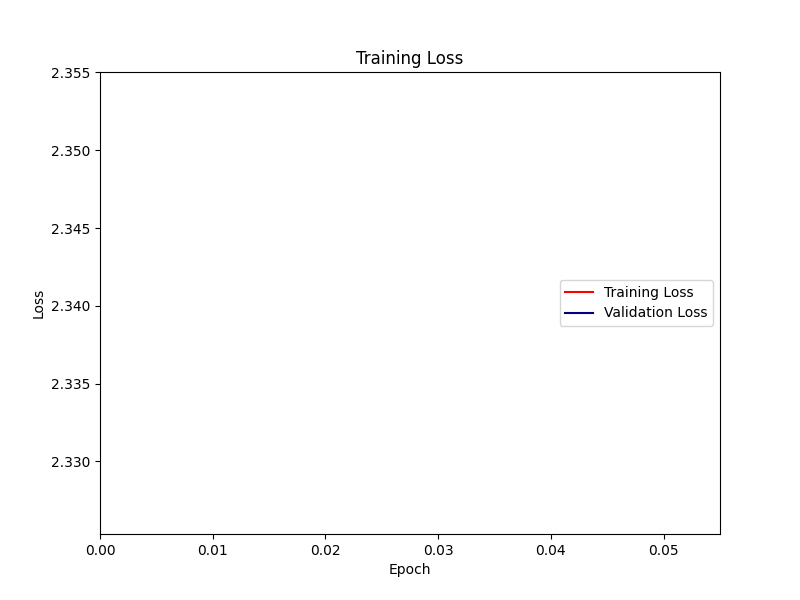 Training Loss
2.355
2.350
2.345
2.340
2.335
2.330
Loss
Training Loss
Validation Loss
0.00 0.01 0.02 0.03 0.04 0.05
Epoch